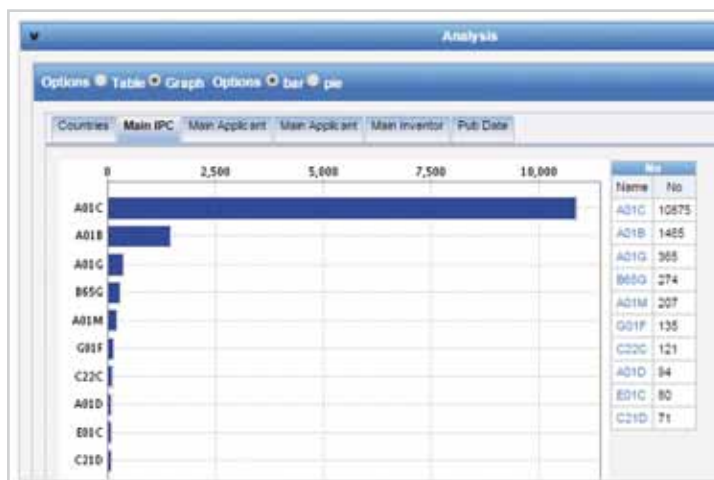 Analysis
Options Table Graph Options bar pie
Countries Main IPC Main Applicant Main Applicant Main Inventor Pub Date
0 2,500 5,000 7,500 10,000
A01C
A01B
A01G
B65G
A01M
G01F
C22C
A01D
E01C
C21D
No
Name No
A01C 10875
A01B 1465
A01G 365
B65G 274
A01M 207
G01F 135
C22C 121
A01D 94
E01C 80
C21D 71